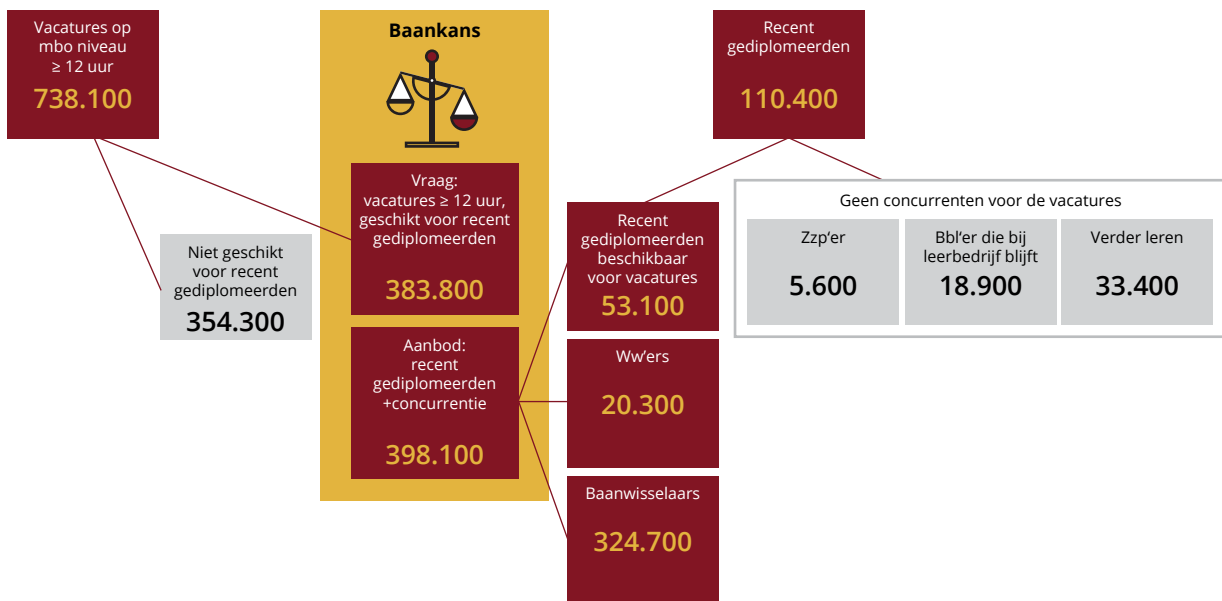 Vacatures op
mbo niveau
≥ 12 uur
738.100
Niet geschikt
voor recent
gediplomeerden
354.300
Baankans
Vraag:
vacatures ≥ 12 uur,
geschikt voor recent
gediplomeerden
383.800
Aanbod:
recent
gediplomeerden
+concurrentie
398.100
Recent
gediplomeerden
110.400
Recent
gediplomeerden
beschikbaar
voor vacatures
53.100
Ww'ers
20.300
Baanwisselaars
324.700
Geen concurrenten voor de vacatures
Zzp'er
5.600
Bbl'er die bij
leerbedrijf blijft
18.900
Verder leren
33.400